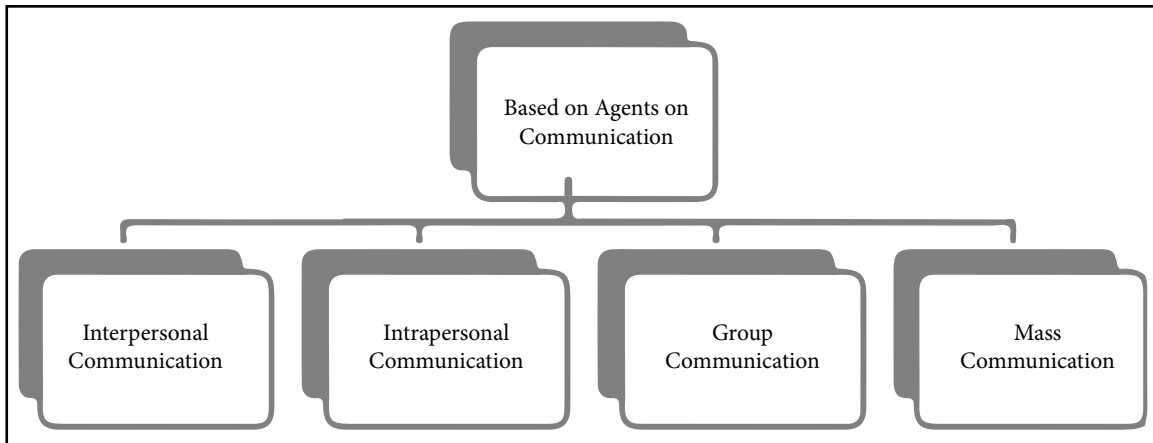 Based on Agents on
Communication
Interpersonal
Communication
Intrapersonal
Communication
Group
Communication
Mass
Communication